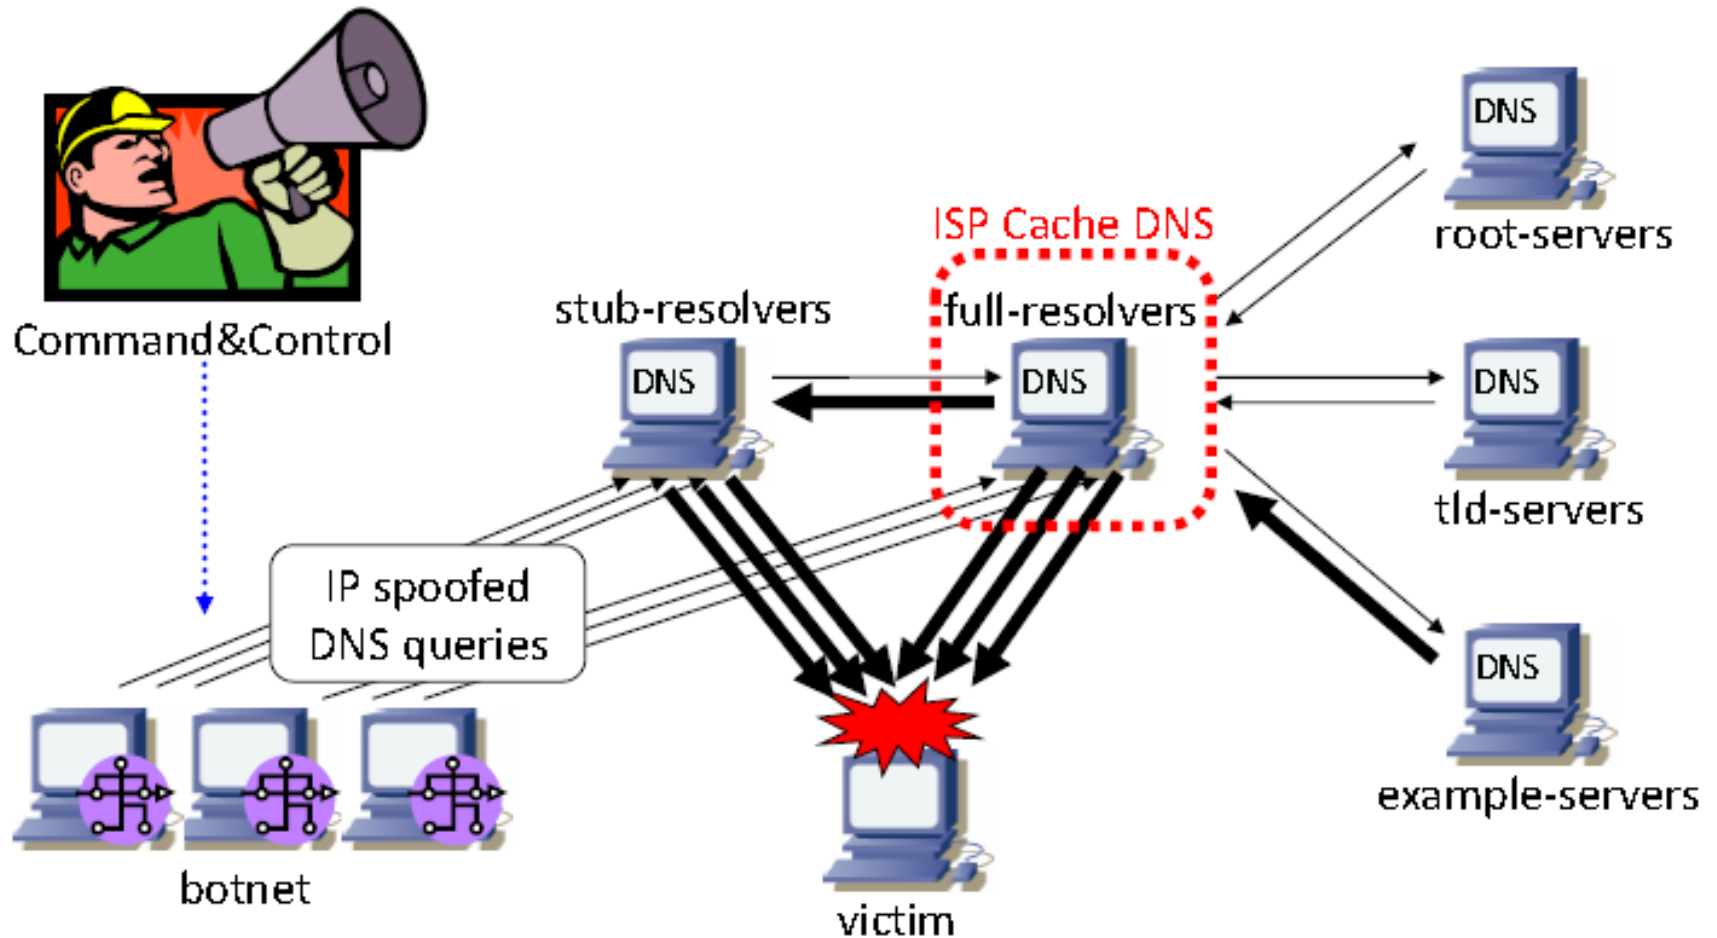 DNS
root-servers
ISP Cache DNS
stub-resolvers
full-resolvers
Command&Control
DNS
DNS
DNS
tld-servers
IP spoofed
DNS queries
DNS
example-servers
botnet
victim